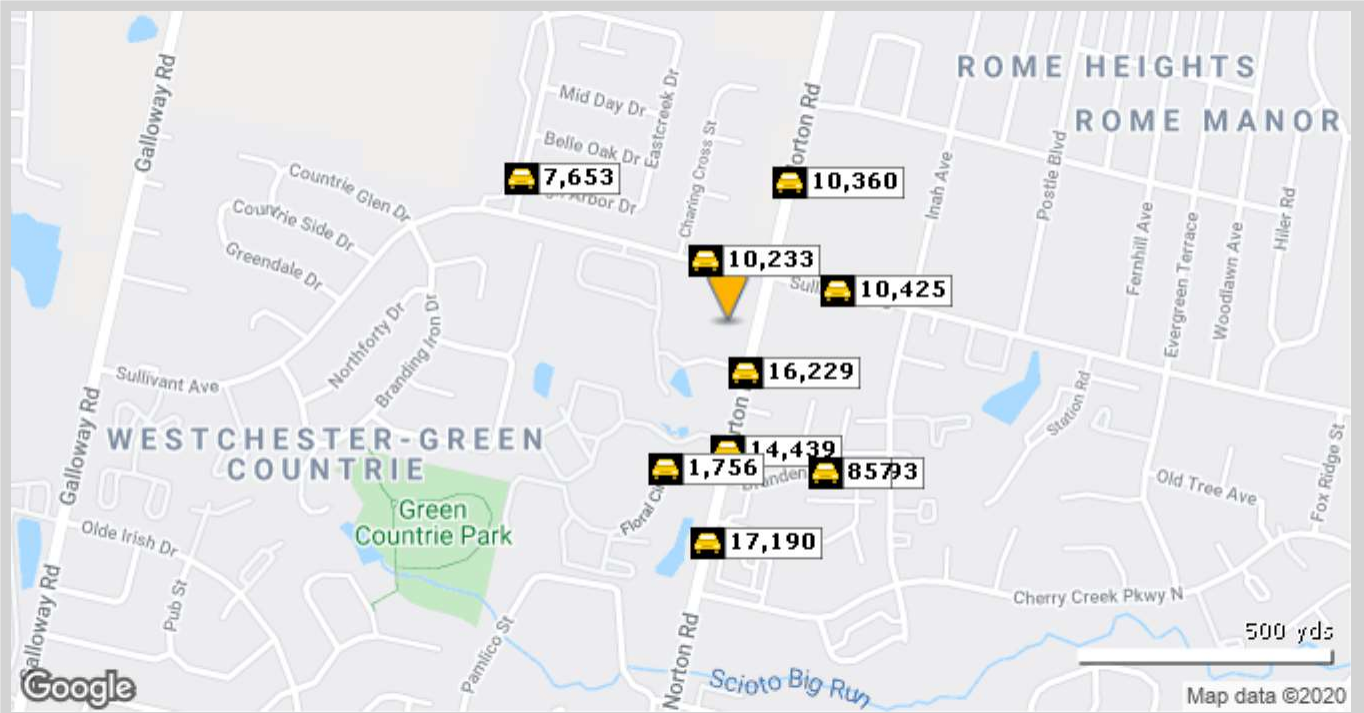 Galloway Rd
ROME HEIGHTS
ROME MANOR
Mid Day Dr
Eastcreek Dr
Norton Rd
Belle Oak Dr
Charing Cross St
Inah Ave
Postle Blvd
7,653
10,360
Arbor Dr
Countrie Glen Dr
Countrie Side Dr
Greendale Dr
Fernhill Ave
Evergreen Terrace
Woodlawn Ave
Hiler Rd
10,233
10,425
Northforty Dr
Branding Iron Dr
Sullivant Ave
16,229
Station Rd
Galloway Rd
WESTCHESTER-GREEN
COUNTRIE
14,439
1,756
857
93
Old Tree Ave
Fox Ridge St
Green
Countrie Park
Floral
17,190
Olde Irish Dr
Pub St
Galloway Rd
Pamlico St
Norton Rd
Cherry Creek Pkwy N
Scioto Big Run
500 yds
Google
Map data ©2020